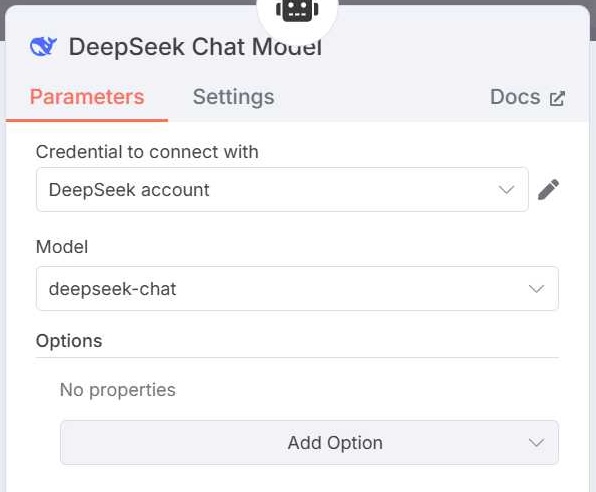 DeepSeek Chat Model
Parameters Settings Docs
Credential to connect with
DeepSeek account
Model
deepseek-chat
Options
No properties
Add Option